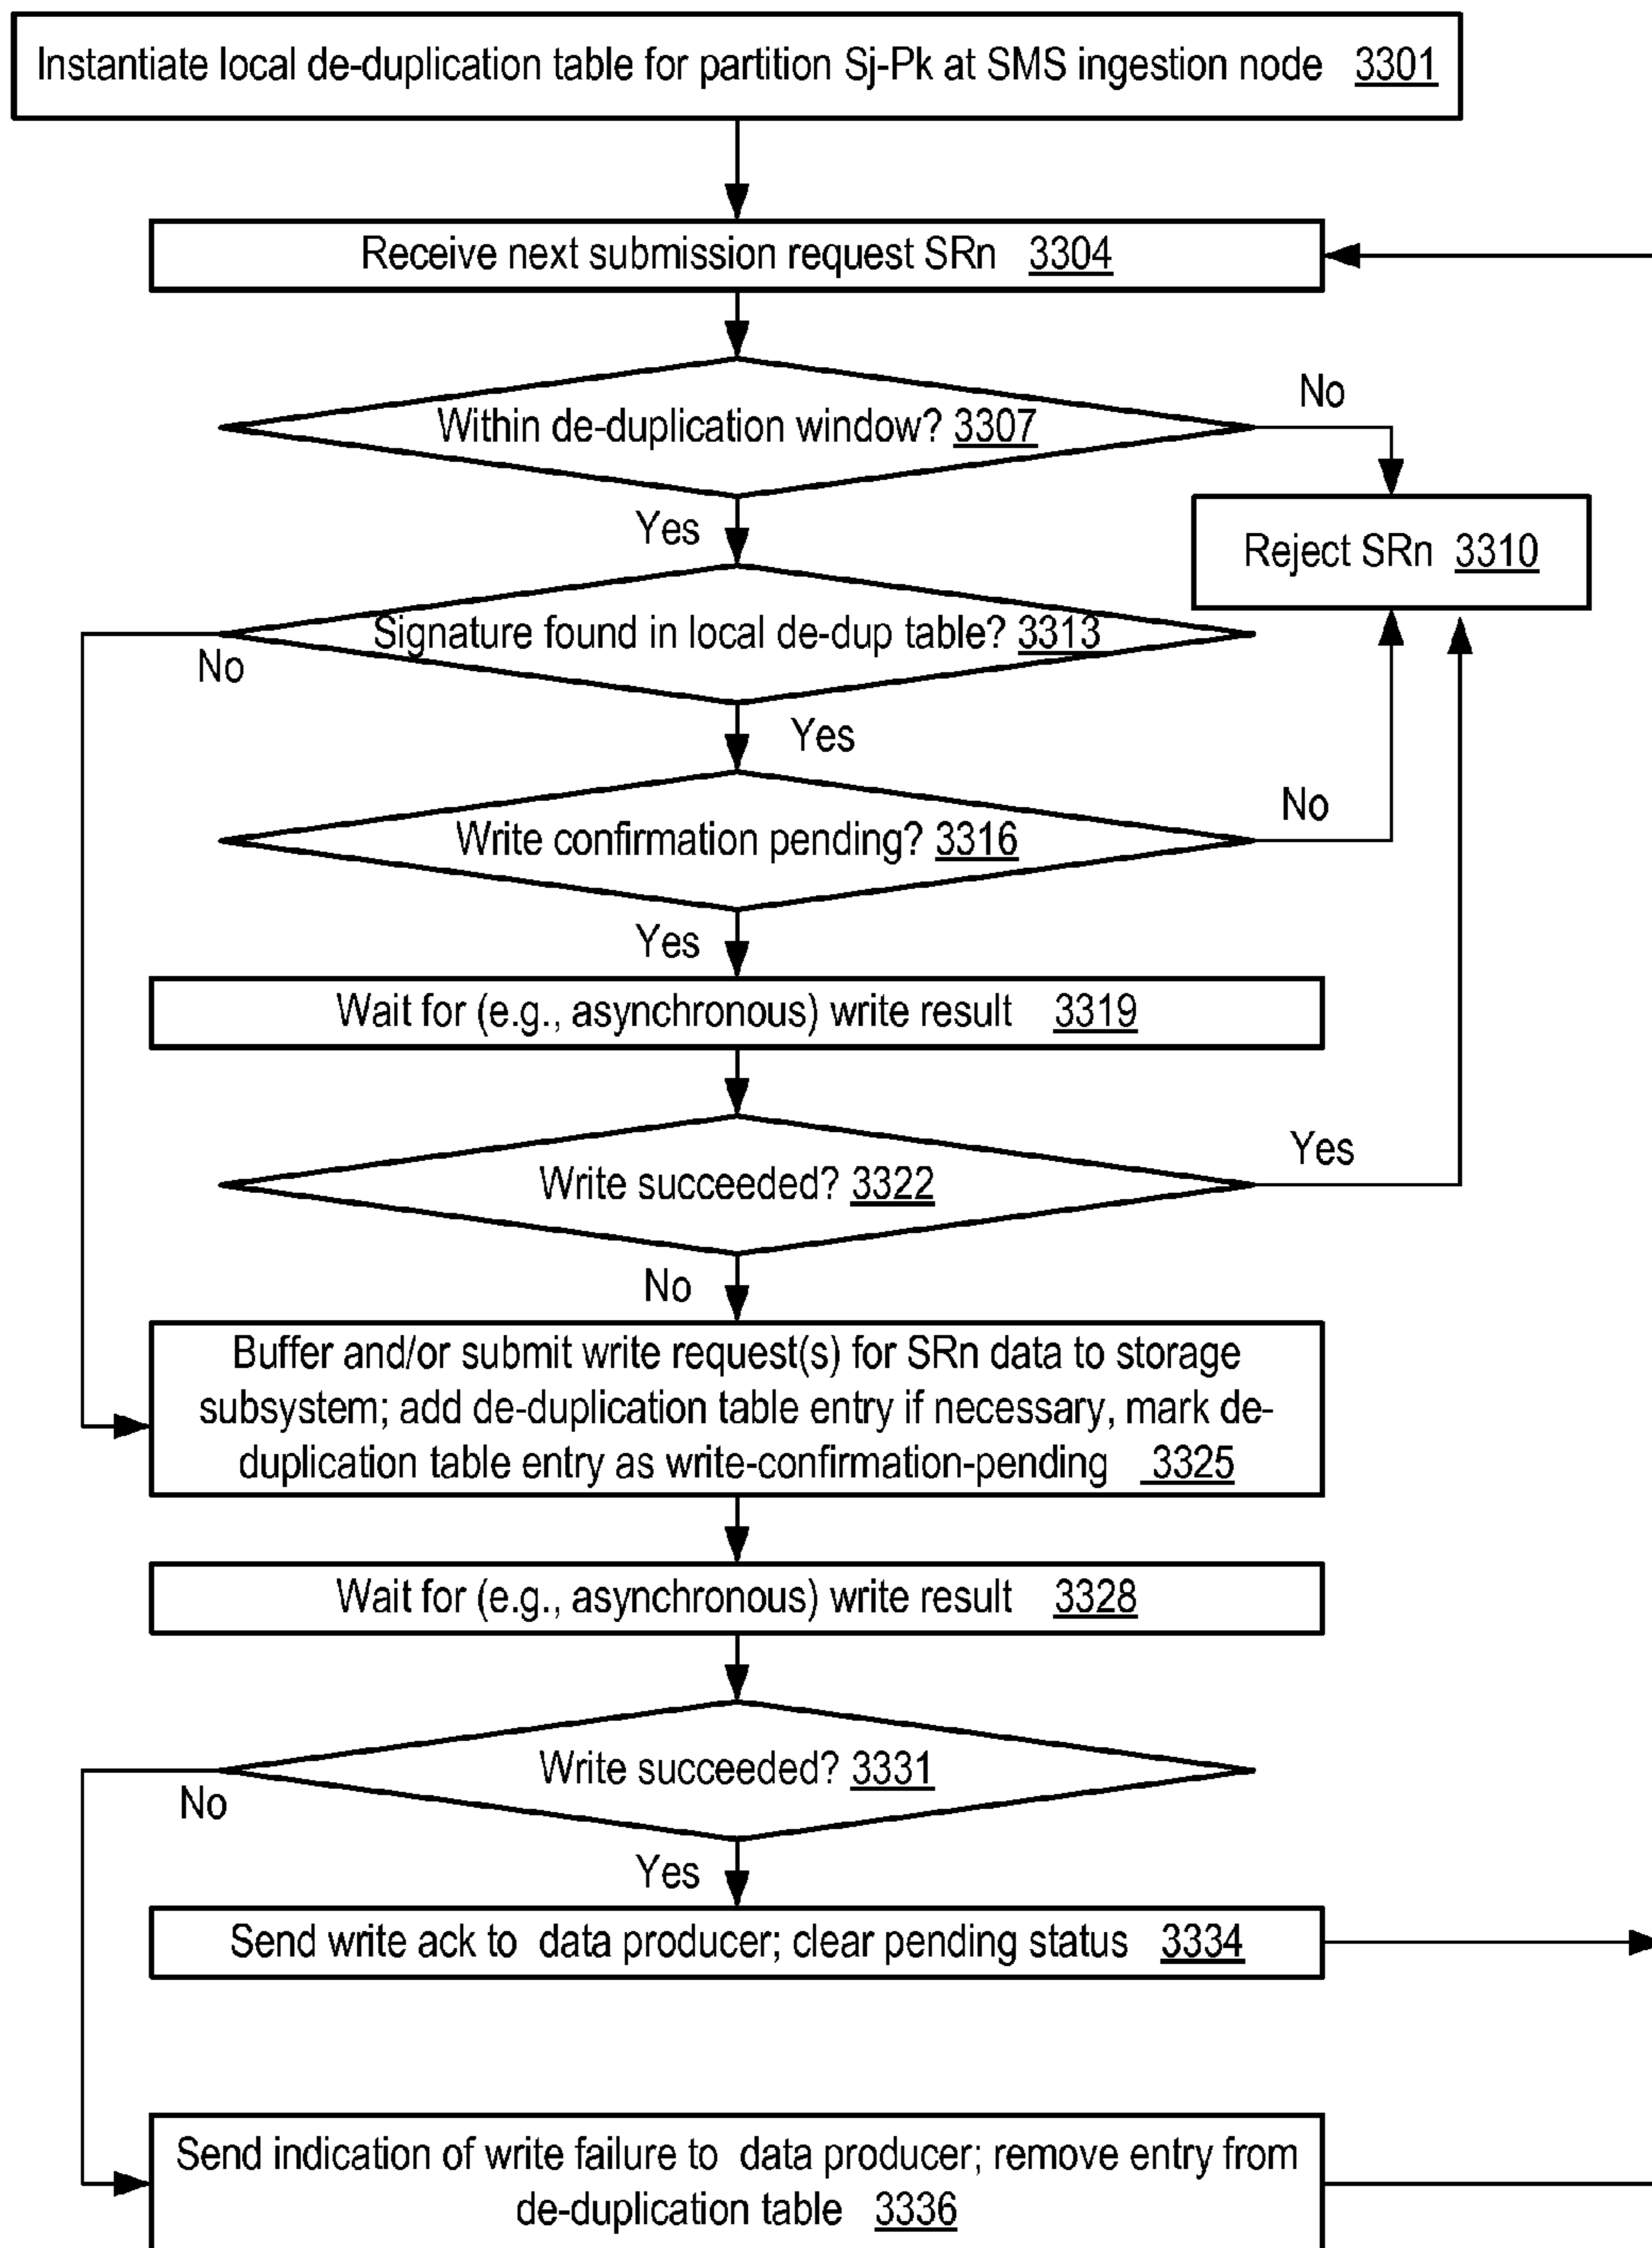 Instantiate local de-duplication table for partition Sj-Pk at SMS ingestion node 3301
Receive next submission request SRn 3304
Within de-duplication window? 3307
No
Yes
Reject SRn 3310
Signature found in local de-dup table? 3313
No
Yes
Write confirmation pending? 3316
No
Yes
Wait for (e.g., asynchronous) write result 3319
Write succeeded? 3322
Yes
No
Buffer and/or submit write request(s) for SRn data to storage
subsystem; add de-duplication table entry if necessary, mark de-
duplication table entry as write-confirmation-pending 3325
Wait for (e.g., asynchronous) write result 3328
Write succeeded? 3331
No
Yes
Send write ack to data producer; clear pending status 3334
Send indication of write failure to data producer; remove entry from
de-duplication table 3336